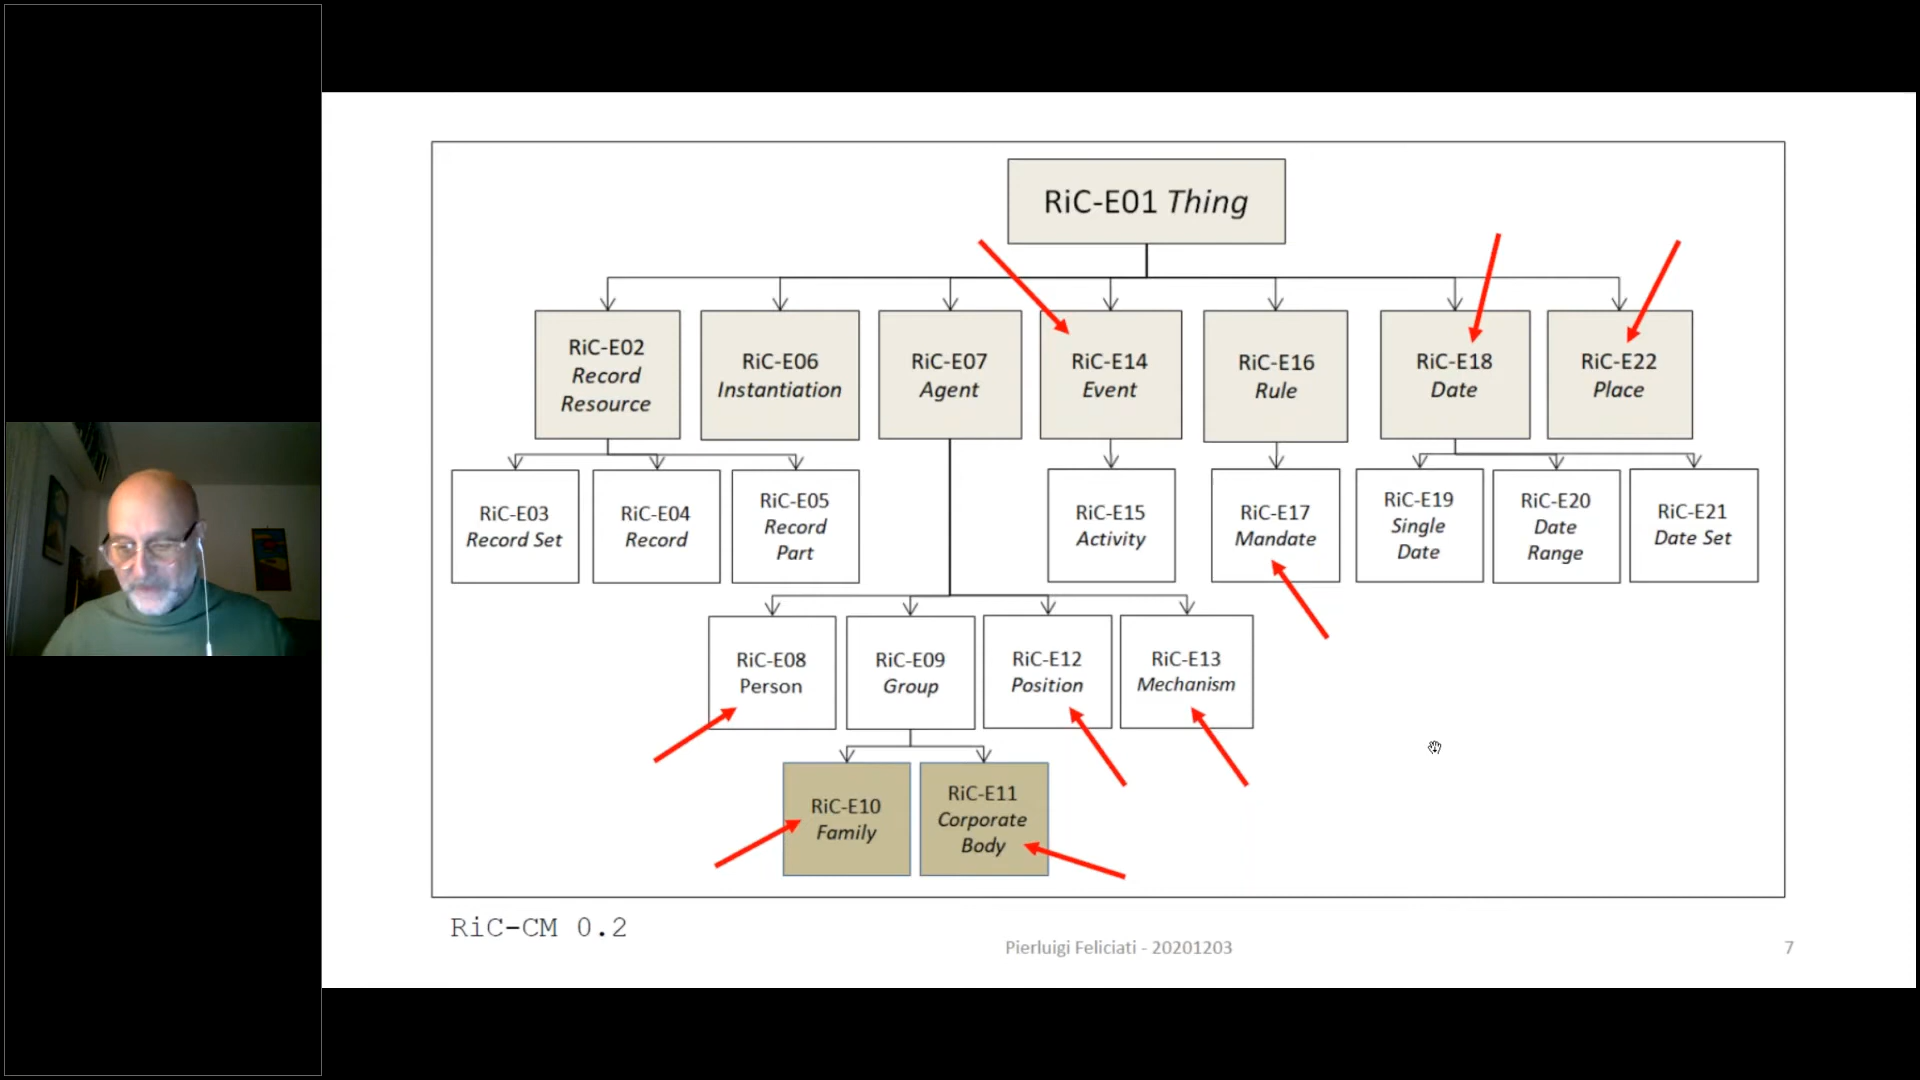 RiC-E01 Thing
RiC-E02
Record
Resource
RiC-E06
Instantiation
RiC-E07
Agent
RiC-E14
Event
RiC-E16
Rule
RiC-E18
Date
RiC-E22
Place
RiC-E03
Record Set
RiC-E04
Record
RiC-E05
Record
Part
RiC-E15
Activity
RiC-E17
Mandate
RiC-E19
Single
Date
RiC-E20
Date
Range
RiC-E21
Date Set
RiC-E08
Person
RiC-E09
Group
RiC-E12
Position
RiC-E13
Mechanism
RiC-E10
Family
RiC-E11
Corporate
Body
RiC-CM 0.2
Pierluigi Feliciati - 20201203
7